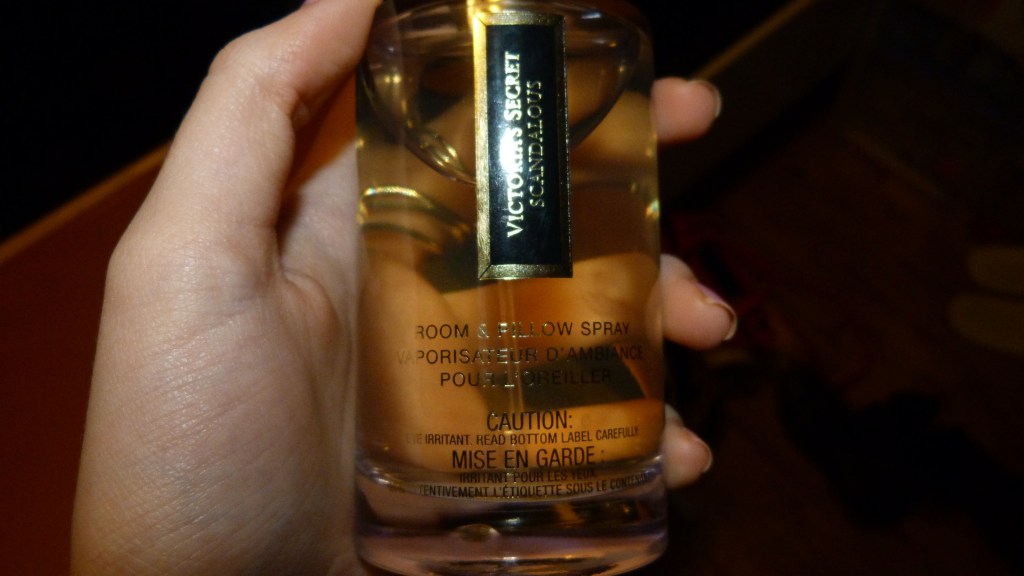 VICTORIA'S SECRET
SCANDALOUS
ROOM & PILLOW SPRAY
VAPORISATEUR D'AMBIANCE
POUR L'OREILLER
CAUTION:
EYE IRRITANT. READ BOTTOM LABEL CAREFULLY.
MISE EN GARDE :
IRRITANT POUR LES YEUX.
L'ÉTIQUETTE SOUS LE